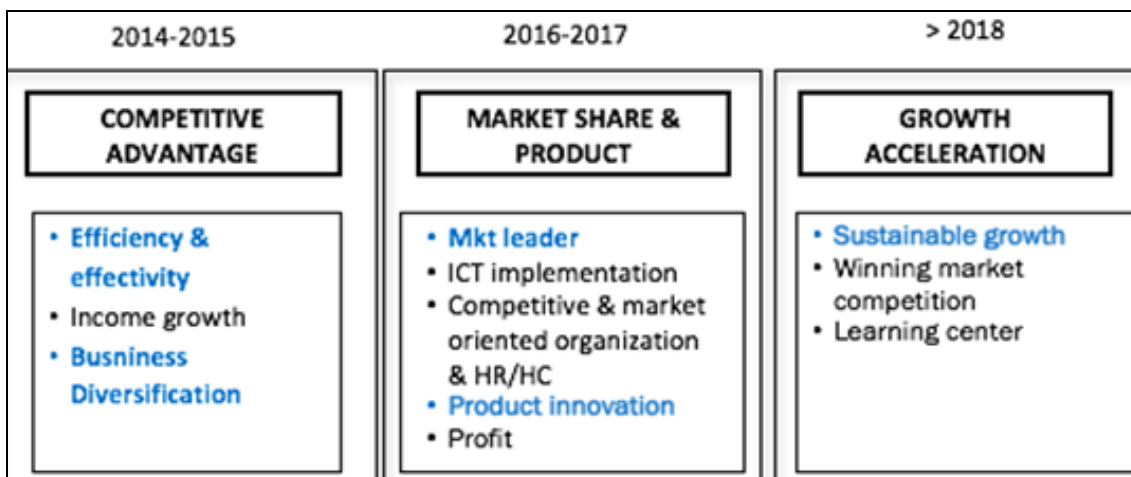 2014-2015
2016-2017
> 2018
COMPETITIVE
ADVANTAGE
MARKET SHARE &
PRODUCT
GROWTH
ACCELERATION
• Efficiency &
effectivity
• Income growth
• Busniness
Diversification
• Mkt leader
• ICT implementation
• Competitive & market
oriented organization
& HR/HC
• Product innovation
• Profit
• Sustainable growth
• Winning market
competition
• Learning center